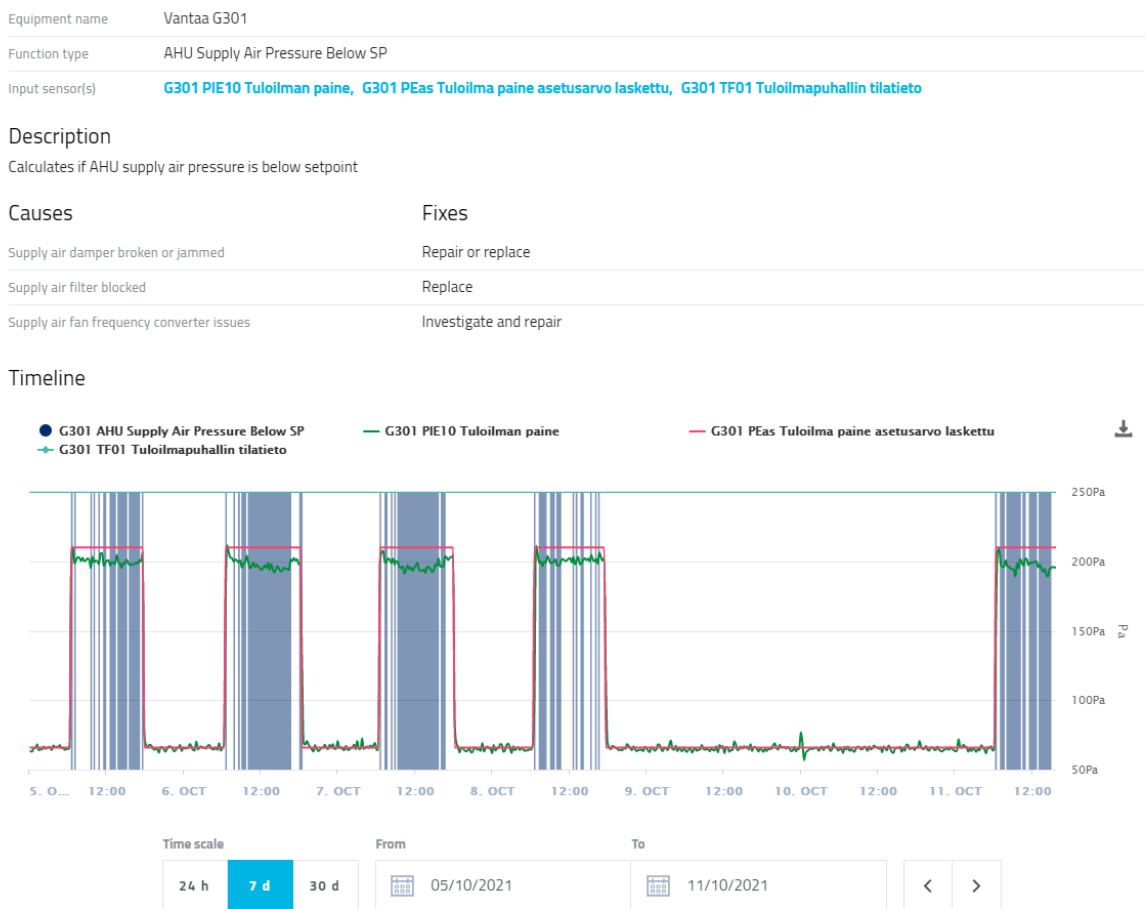 Equipment name Vantaa G301
Function type AHU Supply Air Pressure Below SP
Input sensor(s) G301 PIE10 Tuloilman paine, G301 PEas Tuloilma paine asetusarvo laskettu, G301 TF01 Tuloilmapuhallin tilatieto
Description
Calculates if AHU supply air pressure is below setpoint
Causes Fixes
Supply air damper broken or jammed Repair or replace
Supply air filter blocked Replace
Supply air fan frequency converter issues Investigate and repair
Timeline
G301 AHU Supply Air Pressure Below SP G301 PIE10 Tuloilman paine G301 PEas Tuloilma paine asetusarvo laskettu
G301 TF01 Tuloilmapuhallin tilatieto
250Pa
200Pa
150Pa
Pa
100Pa
50Pa
5. O... 12:00 6. OCT 12:00 7. OCT 12:00 8. OCT 12:00 9. OCT 12:00 10. OCT 12:00 11. OCT 12:00
Time scale From To
24 h 7 d 30 d 05/10/2021 11/10/2021